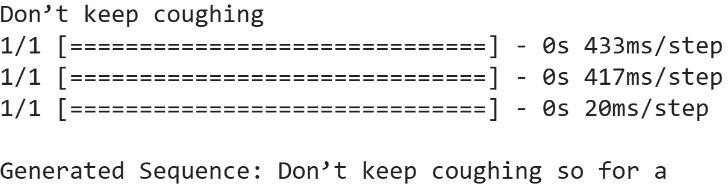 Don’t keep coughing
1/1 [==============================] - 0s 433ms/step
1/1 [==============================] - 0s 417ms/step
1/1 [==============================] - 0s 20ms/step
Generated Sequence: Don’t keep coughing so for a